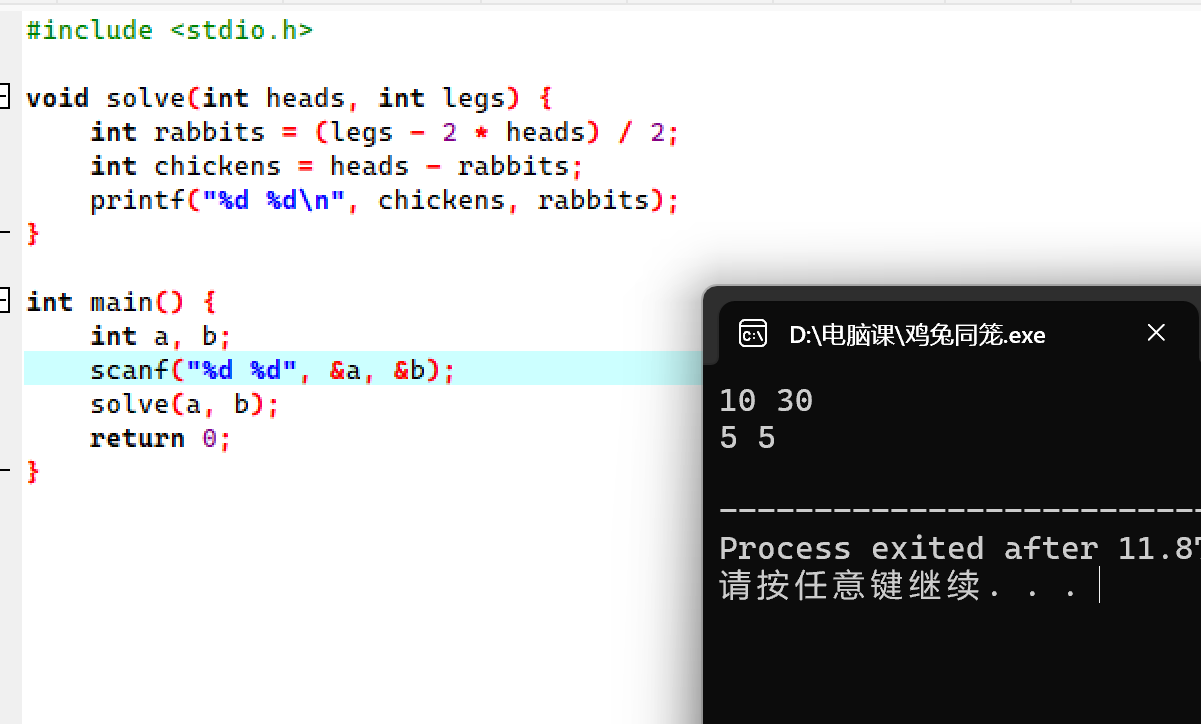 #include <stdio.h>
void solve(int heads, int legs) {
    int rabbits = (legs - 2 * heads) / 2;
    int chickens = heads - rabbits;
    printf("%d %d\n", chickens, rabbits);
}
int main() {
    int a, b;
    scanf("%d %d", &a, &b);
    solve(a, b);
    return 0;
}
D:\电脑课\鸡兔同笼.exe
10 30
5 5
--------------------------
Process exited after 11.8
请按任意键继续. . .